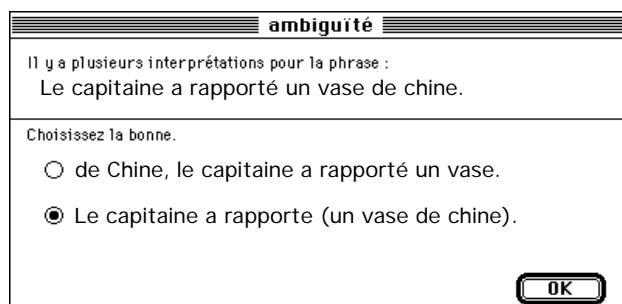 ambiguïté
Il y a plusieurs interprétations pour la phrase :
Le capitaine a rapporté un vase de chine.
Choisissez la bonne.
de Chine, le capitaine a rapporté un vase.
Le capitaine a rapporte (un vase de chine).
OK